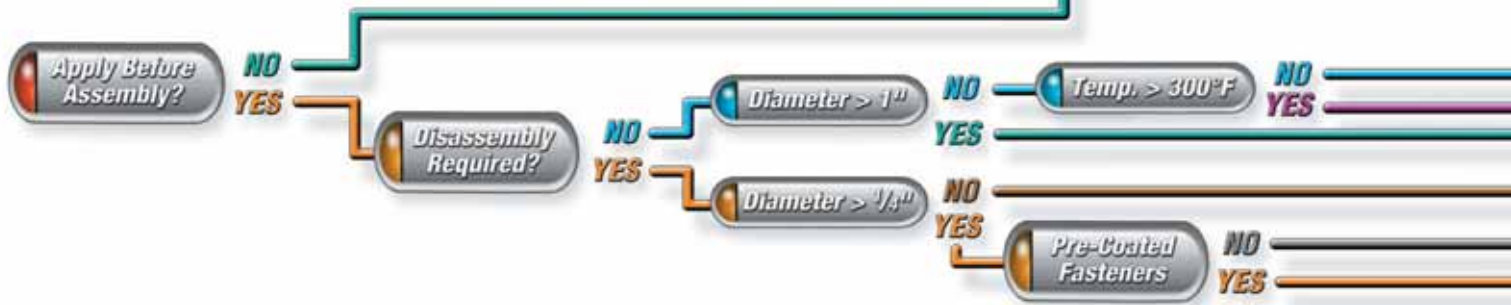 Apply Before
Assembly?
NO
YES
Disassembly
Required?
NO
YES
Diameter > 1"
NO
YES
Temp. > 300°F
NO
YES
Diameter > 1/4"
NO
YES
Pre-Coated
Fasteners
NO
YES